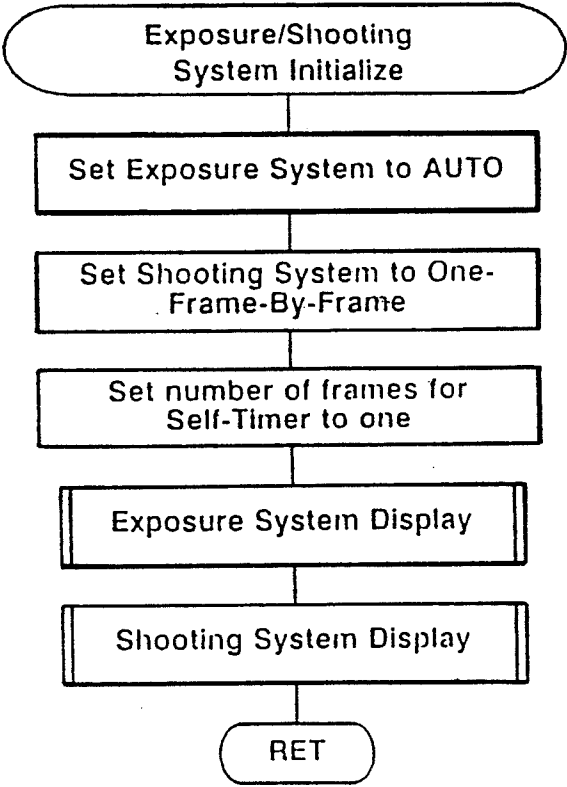 Exposure/Shooting
System Initialize
Set Exposure System to AUTO
Set Shooting System to One-
Frame-By-Frame
Set number of frames for
Self-Timer to one
Exposure System Display
Shooting System Display
RET